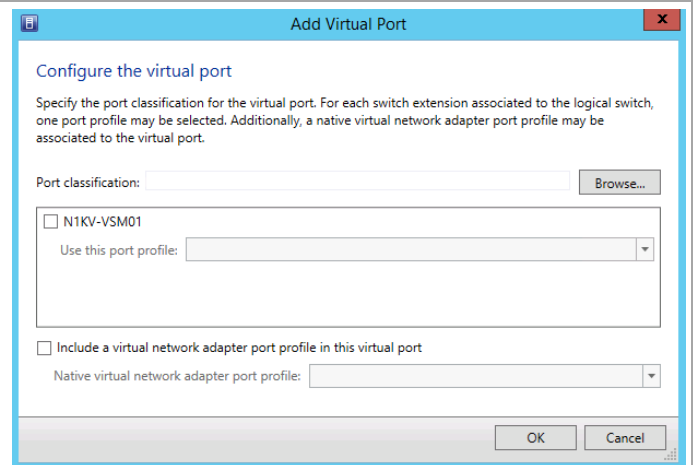 Add Virtual Port
x
Configure the virtual port
Specify the port classification for the virtual port. For each switch extension associated to the logical switch,
one port profile may be selected. Additionally, a native virtual network adapter port profile may be
associated to the virtual port.
Port classification:
Browse...
N1KV-VSM01
Use this port profile:
Include a virtual network adapter port profile in this virtual port
Native virtual network adapter port profile:
OK
Cancel